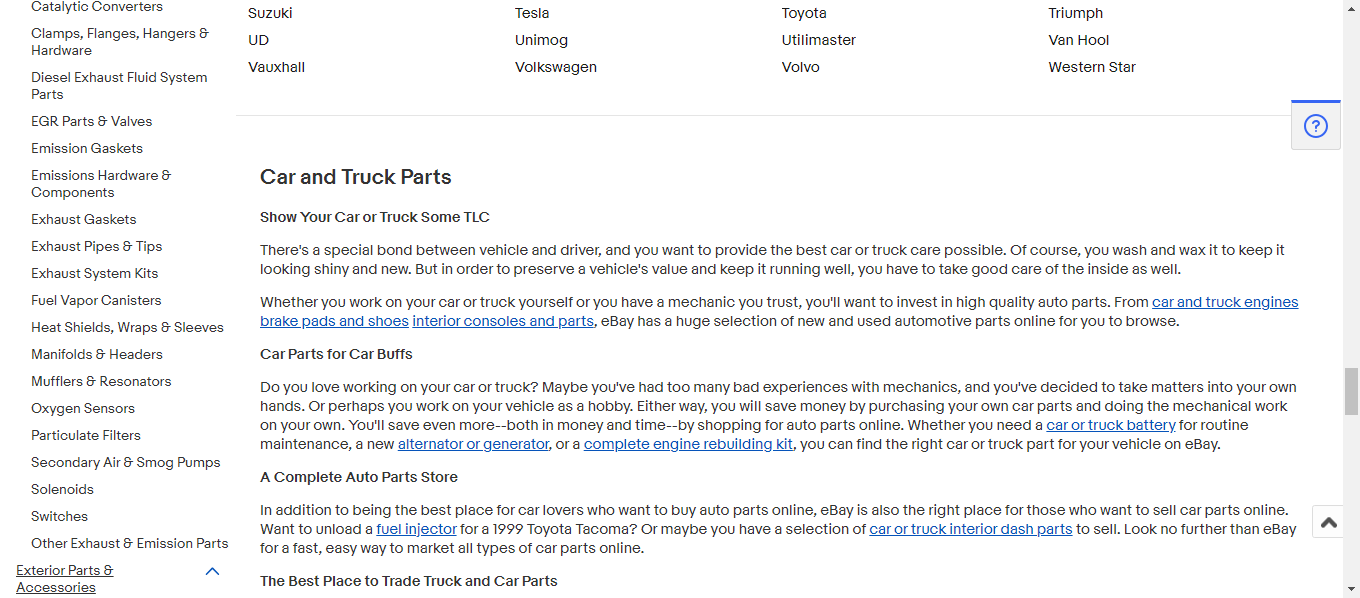 Catalytic Converters
Clamps, Flanges, Hangers &
Hardware
Diesel Exhaust Fluid System
Parts
EGR Parts & Valves
Emission Gaskets
Emissions Hardware &
Components
Exhaust Gaskets
Exhaust Pipes & Tips
Exhaust System Kits
Fuel Vapor Canisters
Heat Shields, Wraps & Sleeves
Manifolds & Headers
Mufflers & Resonators
Oxygen Sensors
Particulate Filters
Secondary Air & Smog Pumps
Solenoids
Switches
Other Exhaust & Emission Parts
Exterior Parts &
Accessories
Suzuki Tesla Toyota Triumph
UD Unimog Utilimaster Van Hool
Vauxhall Volkswagen Volvo Western Star
?
Car and Truck Parts
Show Your Car or Truck Some TLC
There's a special bond between vehicle and driver, and you want to provide the best car or truck care possible. Of course, you wash and wax it to keep it
looking shiny and new. But in order to preserve a vehicle's value and keep it running well, you have to take good care of the inside as well.
Whether you work on your car or truck yourself or you have a mechanic you trust, you'll want to invest in high quality auto parts. From car and truck engines
brake pads and shoes interior consoles and parts, eBay has a huge selection of new and used automotive parts online for you to browse.
Car Parts for Car Buffs
Do you love working on your car or truck? Maybe you've had too many bad experiences with mechanics, and you've decided to take matters into your own
hands. Or perhaps you work on your vehicle as a hobby. Either way, you will save money by purchasing your own car parts and doing the mechanical work
on your own. You'll save even more--both in money and time--by shopping for auto parts online. Whether you need a car or truck battery for routine
maintenance, a new alternator or generator, or a complete engine rebuilding kit, you can find the right car or truck part for your vehicle on eBay.
A Complete Auto Parts Store
In addition to being the best place for car lovers who want to buy auto parts online, eBay is also the right place for those who want to sell car parts online.
Want to unload a fuel injector for a 1999 Toyota Tacoma? Or maybe you have a selection of car or truck interior dash parts to sell. Look no further than eBay
for a fast, easy way to market all types of car parts online.
The Best Place to Trade Truck and Car Parts